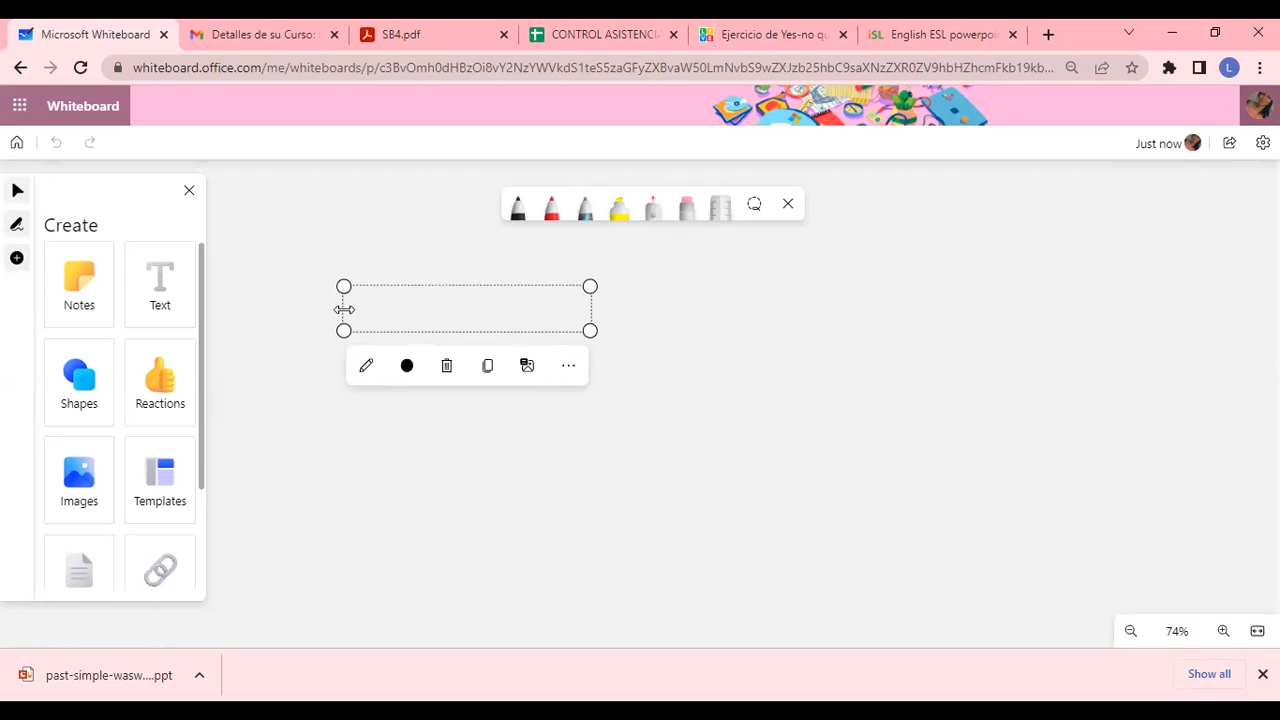 Microsoft Whiteboard
Detalles de su Curso:
SB4.pdf
CONTROL ASISTENCIA
Ejercicio de Yes-no qu
English ESL powerpoi
whiteboard.office.com/me/whiteboards/p/
L
Whiteboard
Just now
Create
Notes
Text
Shapes
Reactions
Images
Templates
74%
past-simple-wasw....ppt
Show all